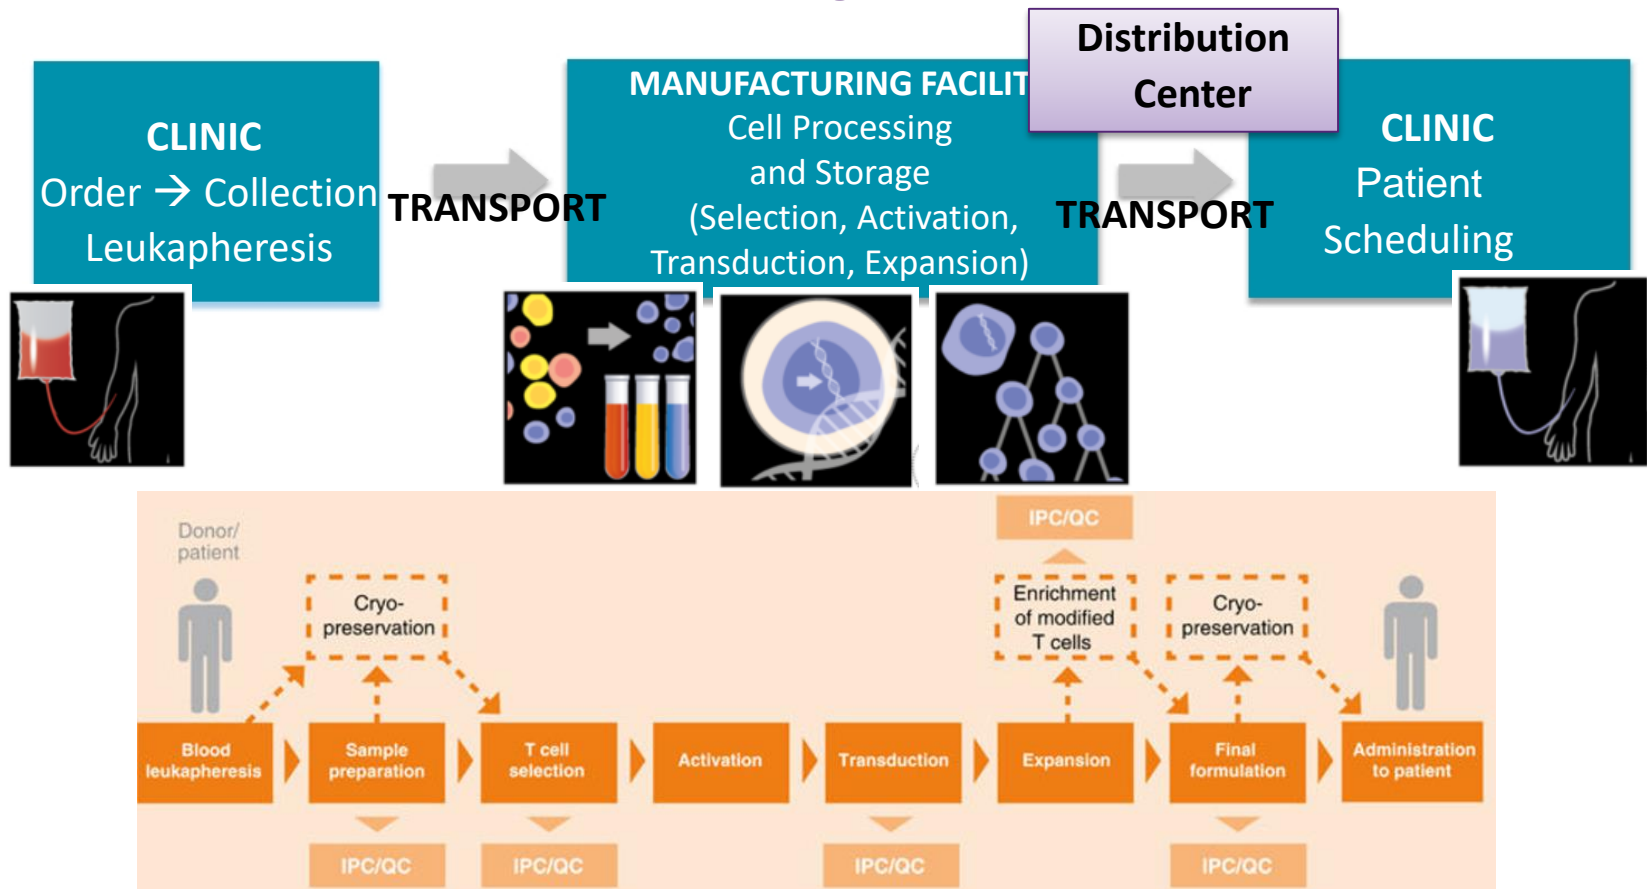 Distribution
Center
CLINIC
Order → Collection
Leukapheresis
TRANSPORT
MANUFACTURING FACILIT
Cell Processing
and Storage
(Selection, Activation,
Transduction, Expansion)
TRANSPORT
CLINIC
Patient
Scheduling
Donor/
patient
Cryo-
preservation
IPC/QC
Enrichment
of modified
T cells
Cryo-
preservation
Blood
leukapheresis
Sample
preparation
T cell
selection
Activation
Transduction
Expansion
Final
formulation
Administration
to patient
IPC/QC
IPC/QC
IPC/QC
IPC/QC